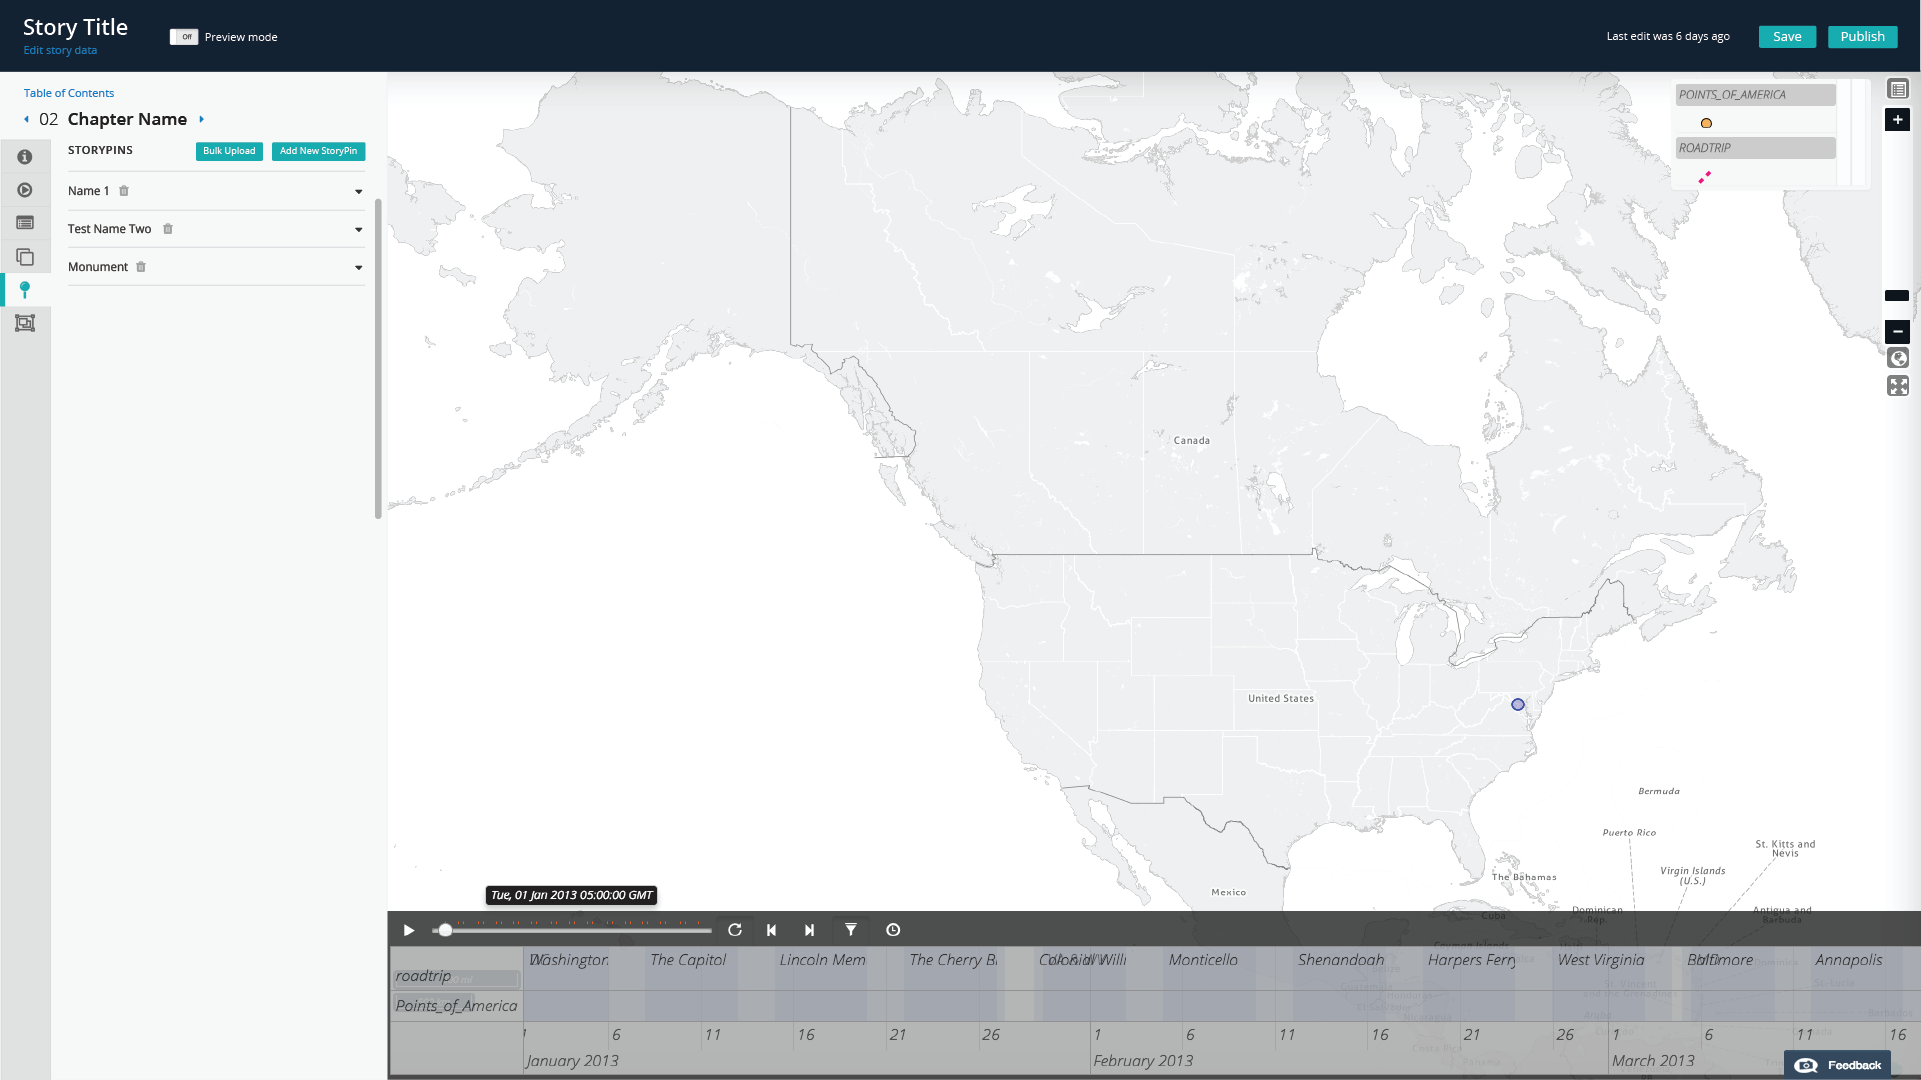 Story Title
Edit story data
Off
Preview mode
Last edit was 6 days ago
Save
Publish
Table of Contents
02 Chapter Name
STORYPINS
Bulk Upload
Add New StoryPin
Name 1
Test Name Two
Monument
POINTS_OF_AMERICA
ROADTRIP
Canada
United States
Bermuda
Puerto Rico
St. Kitts and
Nevis
Virgin Islands
(U.S.)
The Bahamas
Mexico
Cuba
Dominican
Rep.
Antigua and
Barbuda
Cayman Islands
Tue, 01 Jan 2013 05:00:00 GMT
roadtrip
Washington
The Capitol
Lincoln Mem
The Cherry B
Colonial Willi
Monticello
Shenandoah
Harpers Ferry
West Virginia
Baltimore
Annapolis
Points_of_America
1 6 11 16 21 26 1 6 11 16 21 26 1 6 11 16
January 2013
February 2013
March 2013
Feedback